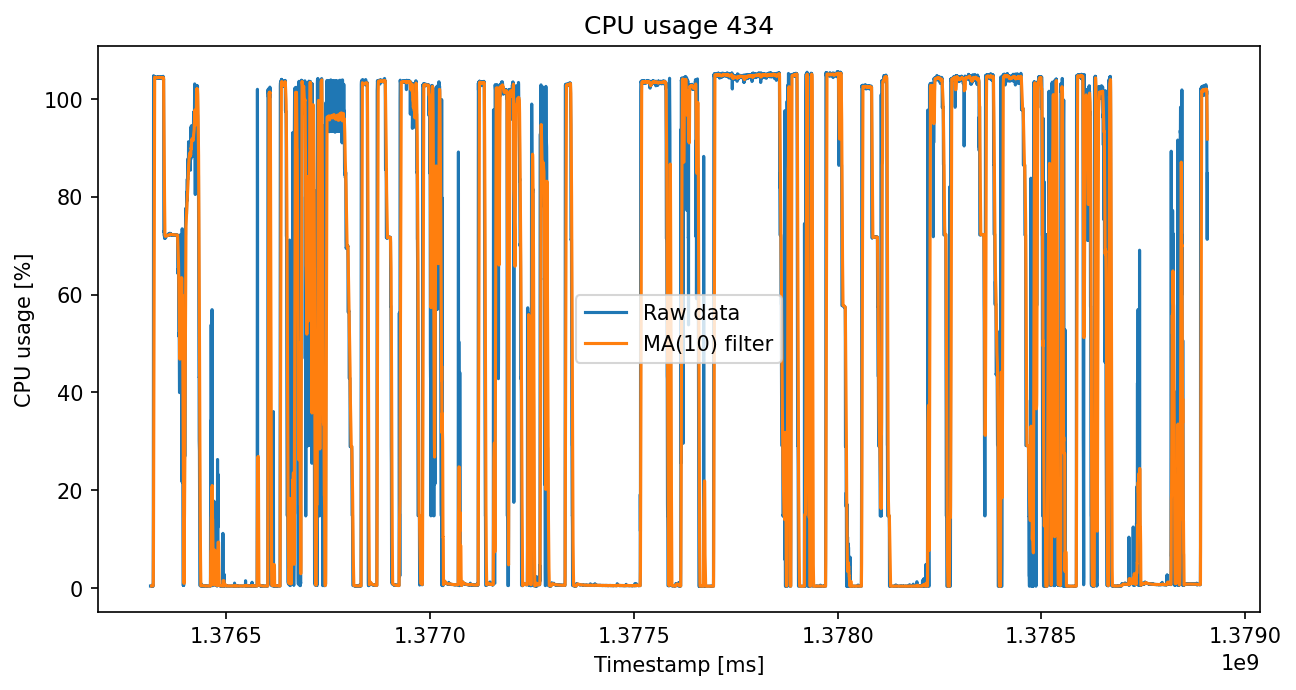 CPU usage 434
CPU usage [%]
100
80
60
40
20
0
Raw data
MA(10) filter
1.3765 1.3770 1.3775 1.3780 1.3785 1.3790
1e9
Timestamp [ms]